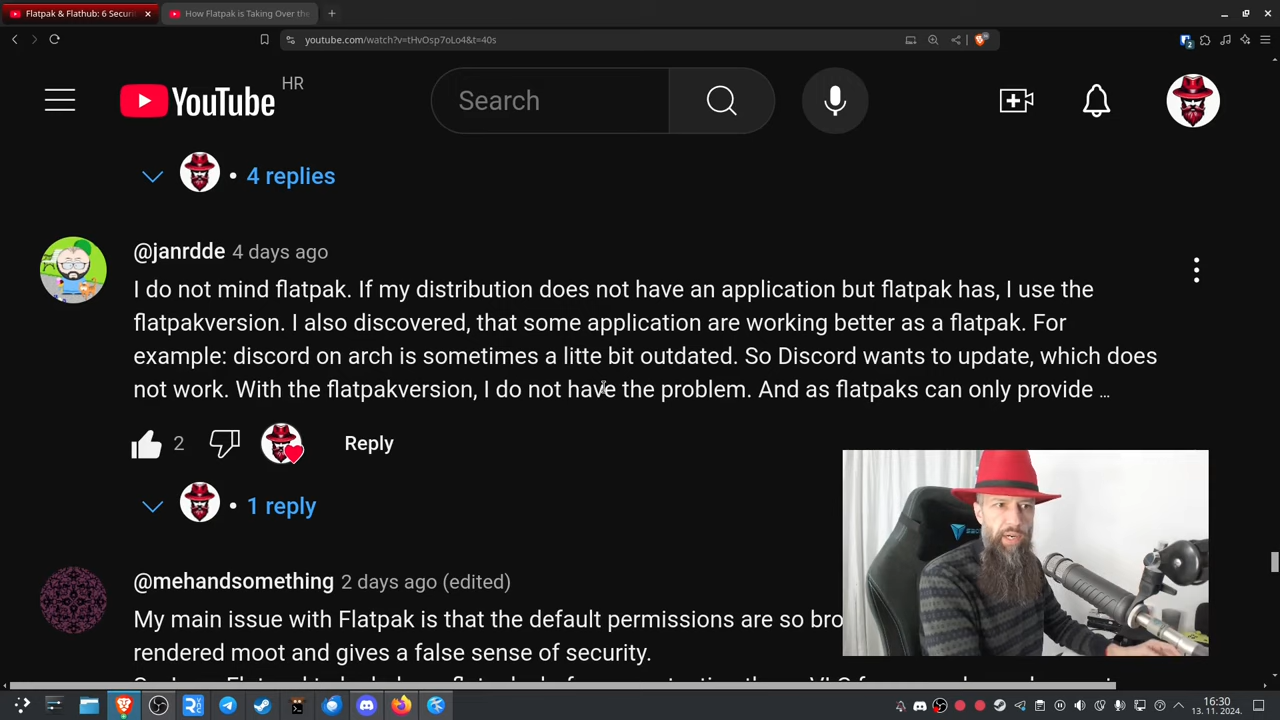 Flatpak & Flathub: 6 Securi
How Flatpak is Taking Over the
youtube.com/watch?v=tHvOsp7oLo4&t=40s
YouTube HR
Search
4 replies
@janrdde 4 days ago
I do not mind flatpak. If my distribution does not have an application but flatpak has, I use the
flatpakversion. I also discovered, that some application are working better as a flatpak. For
example: discord on arch is sometimes a litte bit outdated. So Discord wants to update, which does
not work. With the flatpakversion, I do not have the problem. And as flatpaks can only provide ...
2 Reply
1 reply
@mehandsomething 2 days ago (edited)
My main issue with Flatpak is that the default permissions are so bro
rendered moot and gives a false sense of security.
16:30
13. 11. 2024.